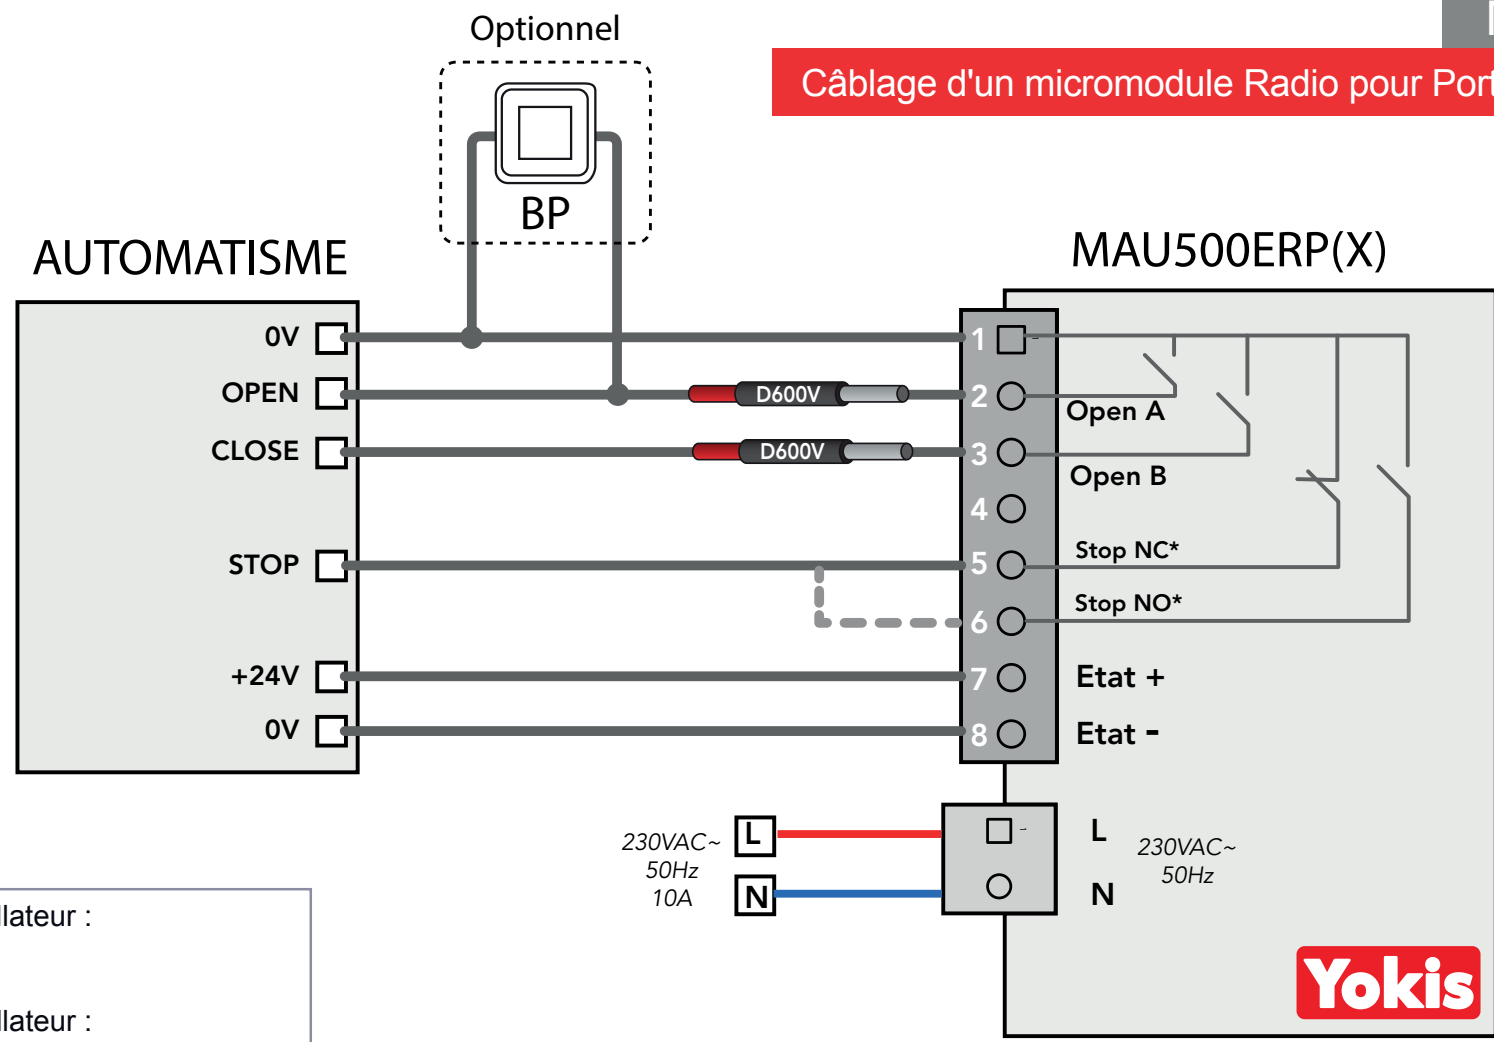 Optionnel
Câblage d'un micromodule Radio pour Port
BP
AUTOMATISME
MAU500ERP(X)
0V
OPEN
CLOSE
STOP
+24V
0V
D600V
D600V
1
2
3
4
5
6
7
8
Open A
Open B
Stop NC*
Stop NO*
Etat +
Etat -
230VAC~
50Hz
10A
L
N
L
N
230VAC~
50Hz
llateur :
llateur :
Yokis